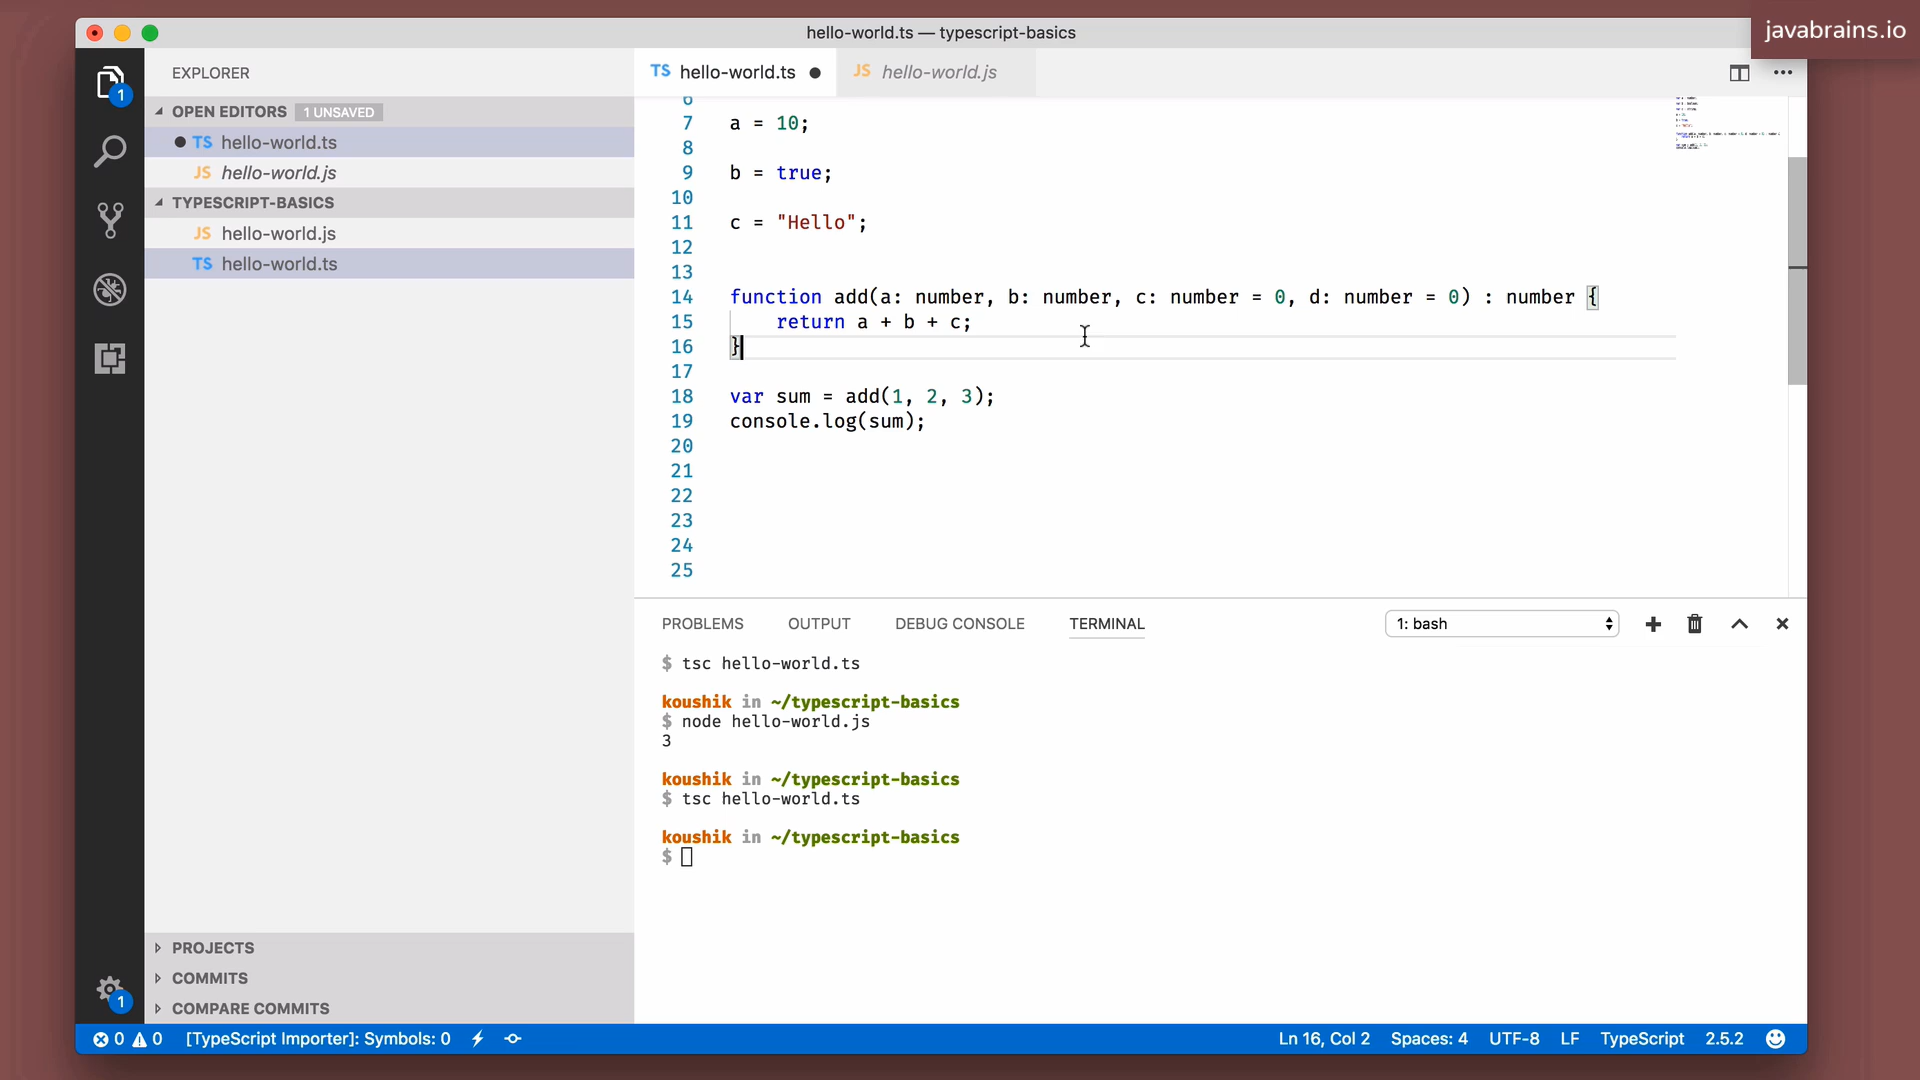 hello-world.ts — typescript-basics
javabrains.io
EXPLORER
TS hello-world.ts
JS hello-world.js
1
OPEN EDITORS 1 UNSAVED
TS hello-world.ts
JS hello-world.js
TYPESCRIPT-BASICS
JS hello-world.js
TS hello-world.ts
6
7 a = 10;
8
9 b = true;
10
11 c = "Hello";
12
13
14 function add(a: number, b: number, c: number = 0, d: number = 0) : number {
15 return a + b + c;
16 }
17
18 var sum = add(1, 2, 3);
19 console.log(sum);
20
21
22
23
24
25
PROBLEMS OUTPUT DEBUG CONSOLE TERMINAL 1: bash
$ tsc hello-world.ts
koushik in ~/typescript-basics
$ node hello-world.js
3
koushik in ~/typescript-basics
$ tsc hello-world.ts
koushik in ~/typescript-basics
$
PROJECTS
COMMITS
COMPARE COMMITS
1
0 0 [TypeScript Importer]: Symbols: 0 Ln 16, Col 2 Spaces: 4 UTF-8 LF TypeScript 2.5.2